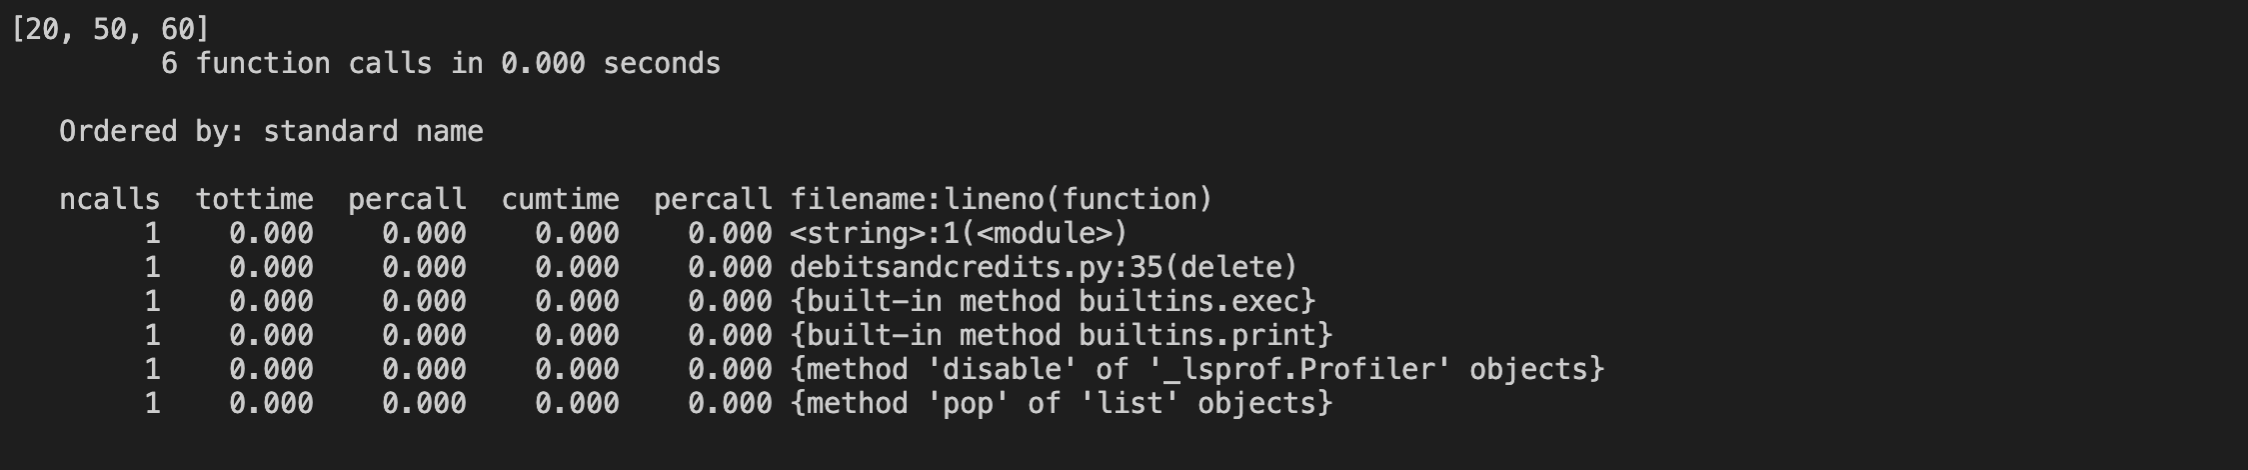 [20, 50, 60]
         6 function calls in 0.000 seconds

   Ordered by: standard name

   ncalls  tottime  percall  cumtime  percall filename:lineno(function)
        1    0.000    0.000    0.000    0.000 <string>:1(<module>)
        1    0.000    0.000    0.000    0.000 debitsandcredits.py:35(delete)
        1    0.000    0.000    0.000    0.000 {built-in method builtins.exec}
        1    0.000    0.000    0.000    0.000 {built-in method builtins.print}
        1    0.000    0.000    0.000    0.000 {method 'disable' of '_lsprof.Profiler' objects}
        1    0.000    0.000    0.000    0.000 {method 'pop' of 'list' objects}